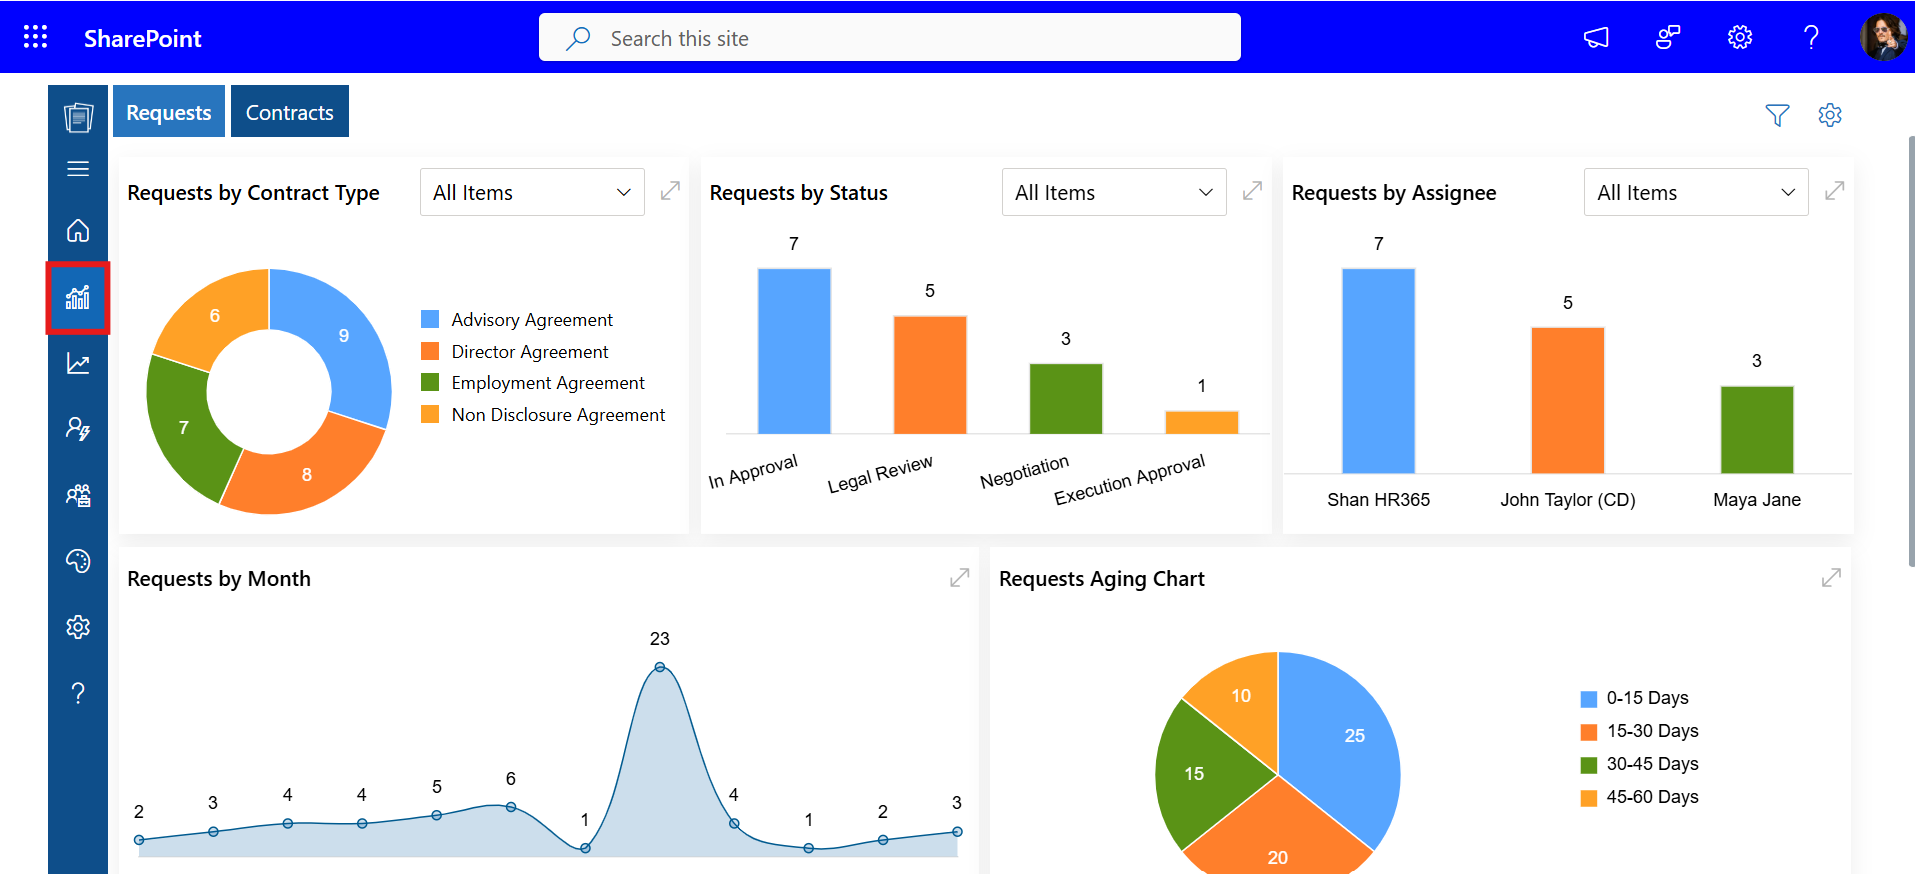 SharePoint
Search this site
Requests
Contracts
Requests by Contract Type
All Items
9
8
7
6
Advisory Agreement
Director Agreement
Employment Agreement
Non Disclosure Agreement
Requests by Status
All Items
7
5
3
1
In Approval
Legal Review
Negotiation
Execution Approval
Requests by Assignee
All Items
7
5
3
Shan HR365
John Taylor (CD)
Maya Jane
Requests by Month
2
3
4
4
5
6
1
23
4
1
2
3
Requests Aging Chart
25
20
15
10
0-15 Days
15-30 Days
30-45 Days
45-60 Days